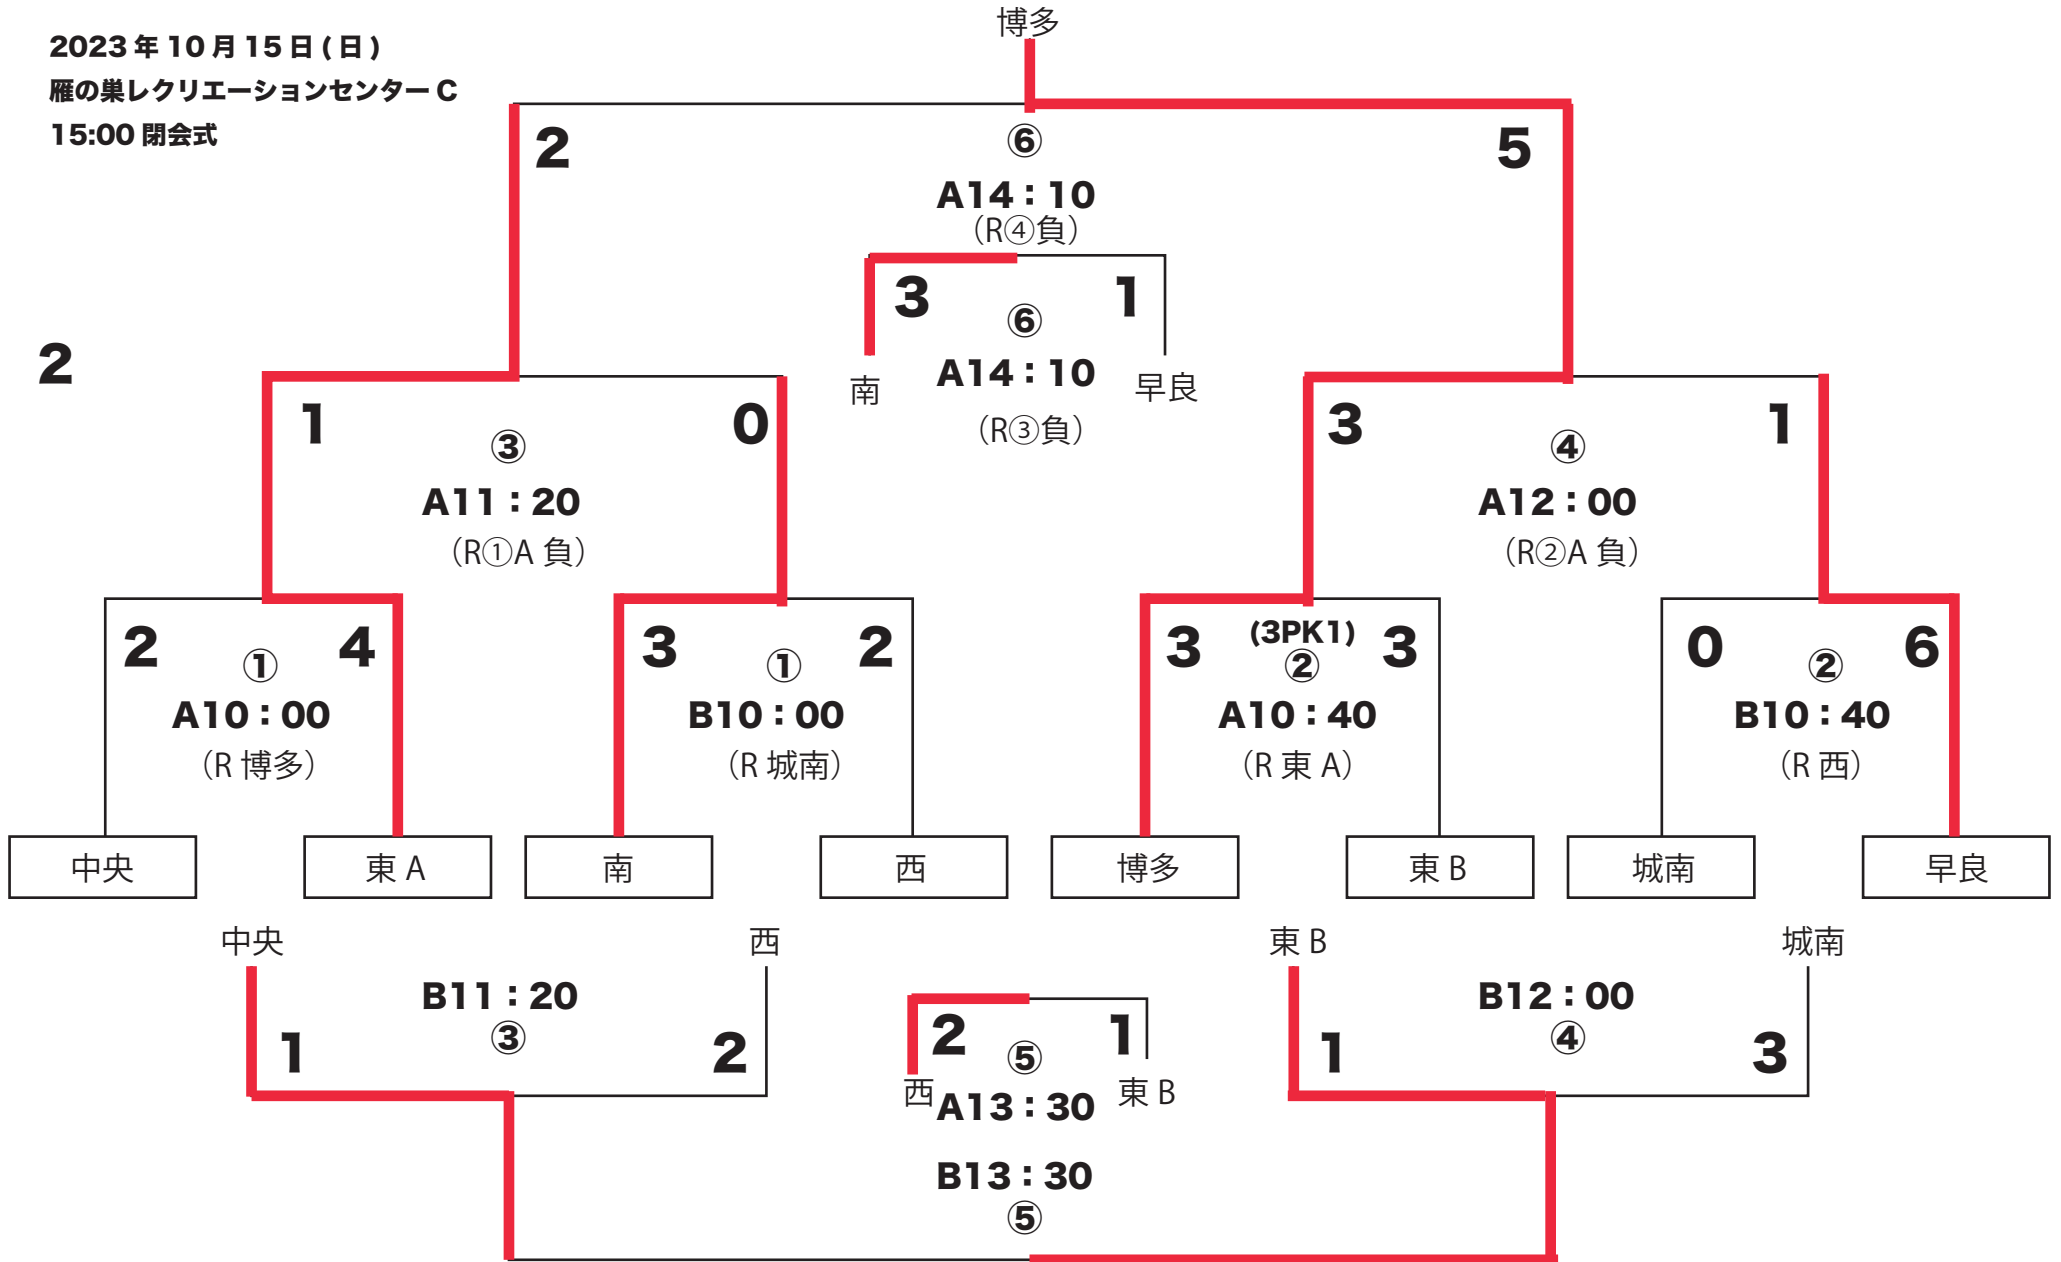 博多
2023年10月15日(日)
雁の巣レクリエーションセンターC
15:00 閉会式
2
⑥
5
A14：10
（R④負）
3
⑥
1
2
南
A14：10
早良
（R③負）
1
③
0
A11：20
（R①A 負）
3
④
1
A12：00
（R②A 負）
2
①
4
A10：00
（R 博多）
3
①
2
B10：00
（R 城南）
3
(3PK1)
②
3
A10：40
（R 東 A）
0
②
6
B10：40
（R 西）
中央
東 A
南
西
博多
東 B
城南
早良
中央
西
東 B
城南
B11：20
1
③
2
2
⑤
1
西
A13：30
東 B
B12：00
1
④
3
B13：30
⑤